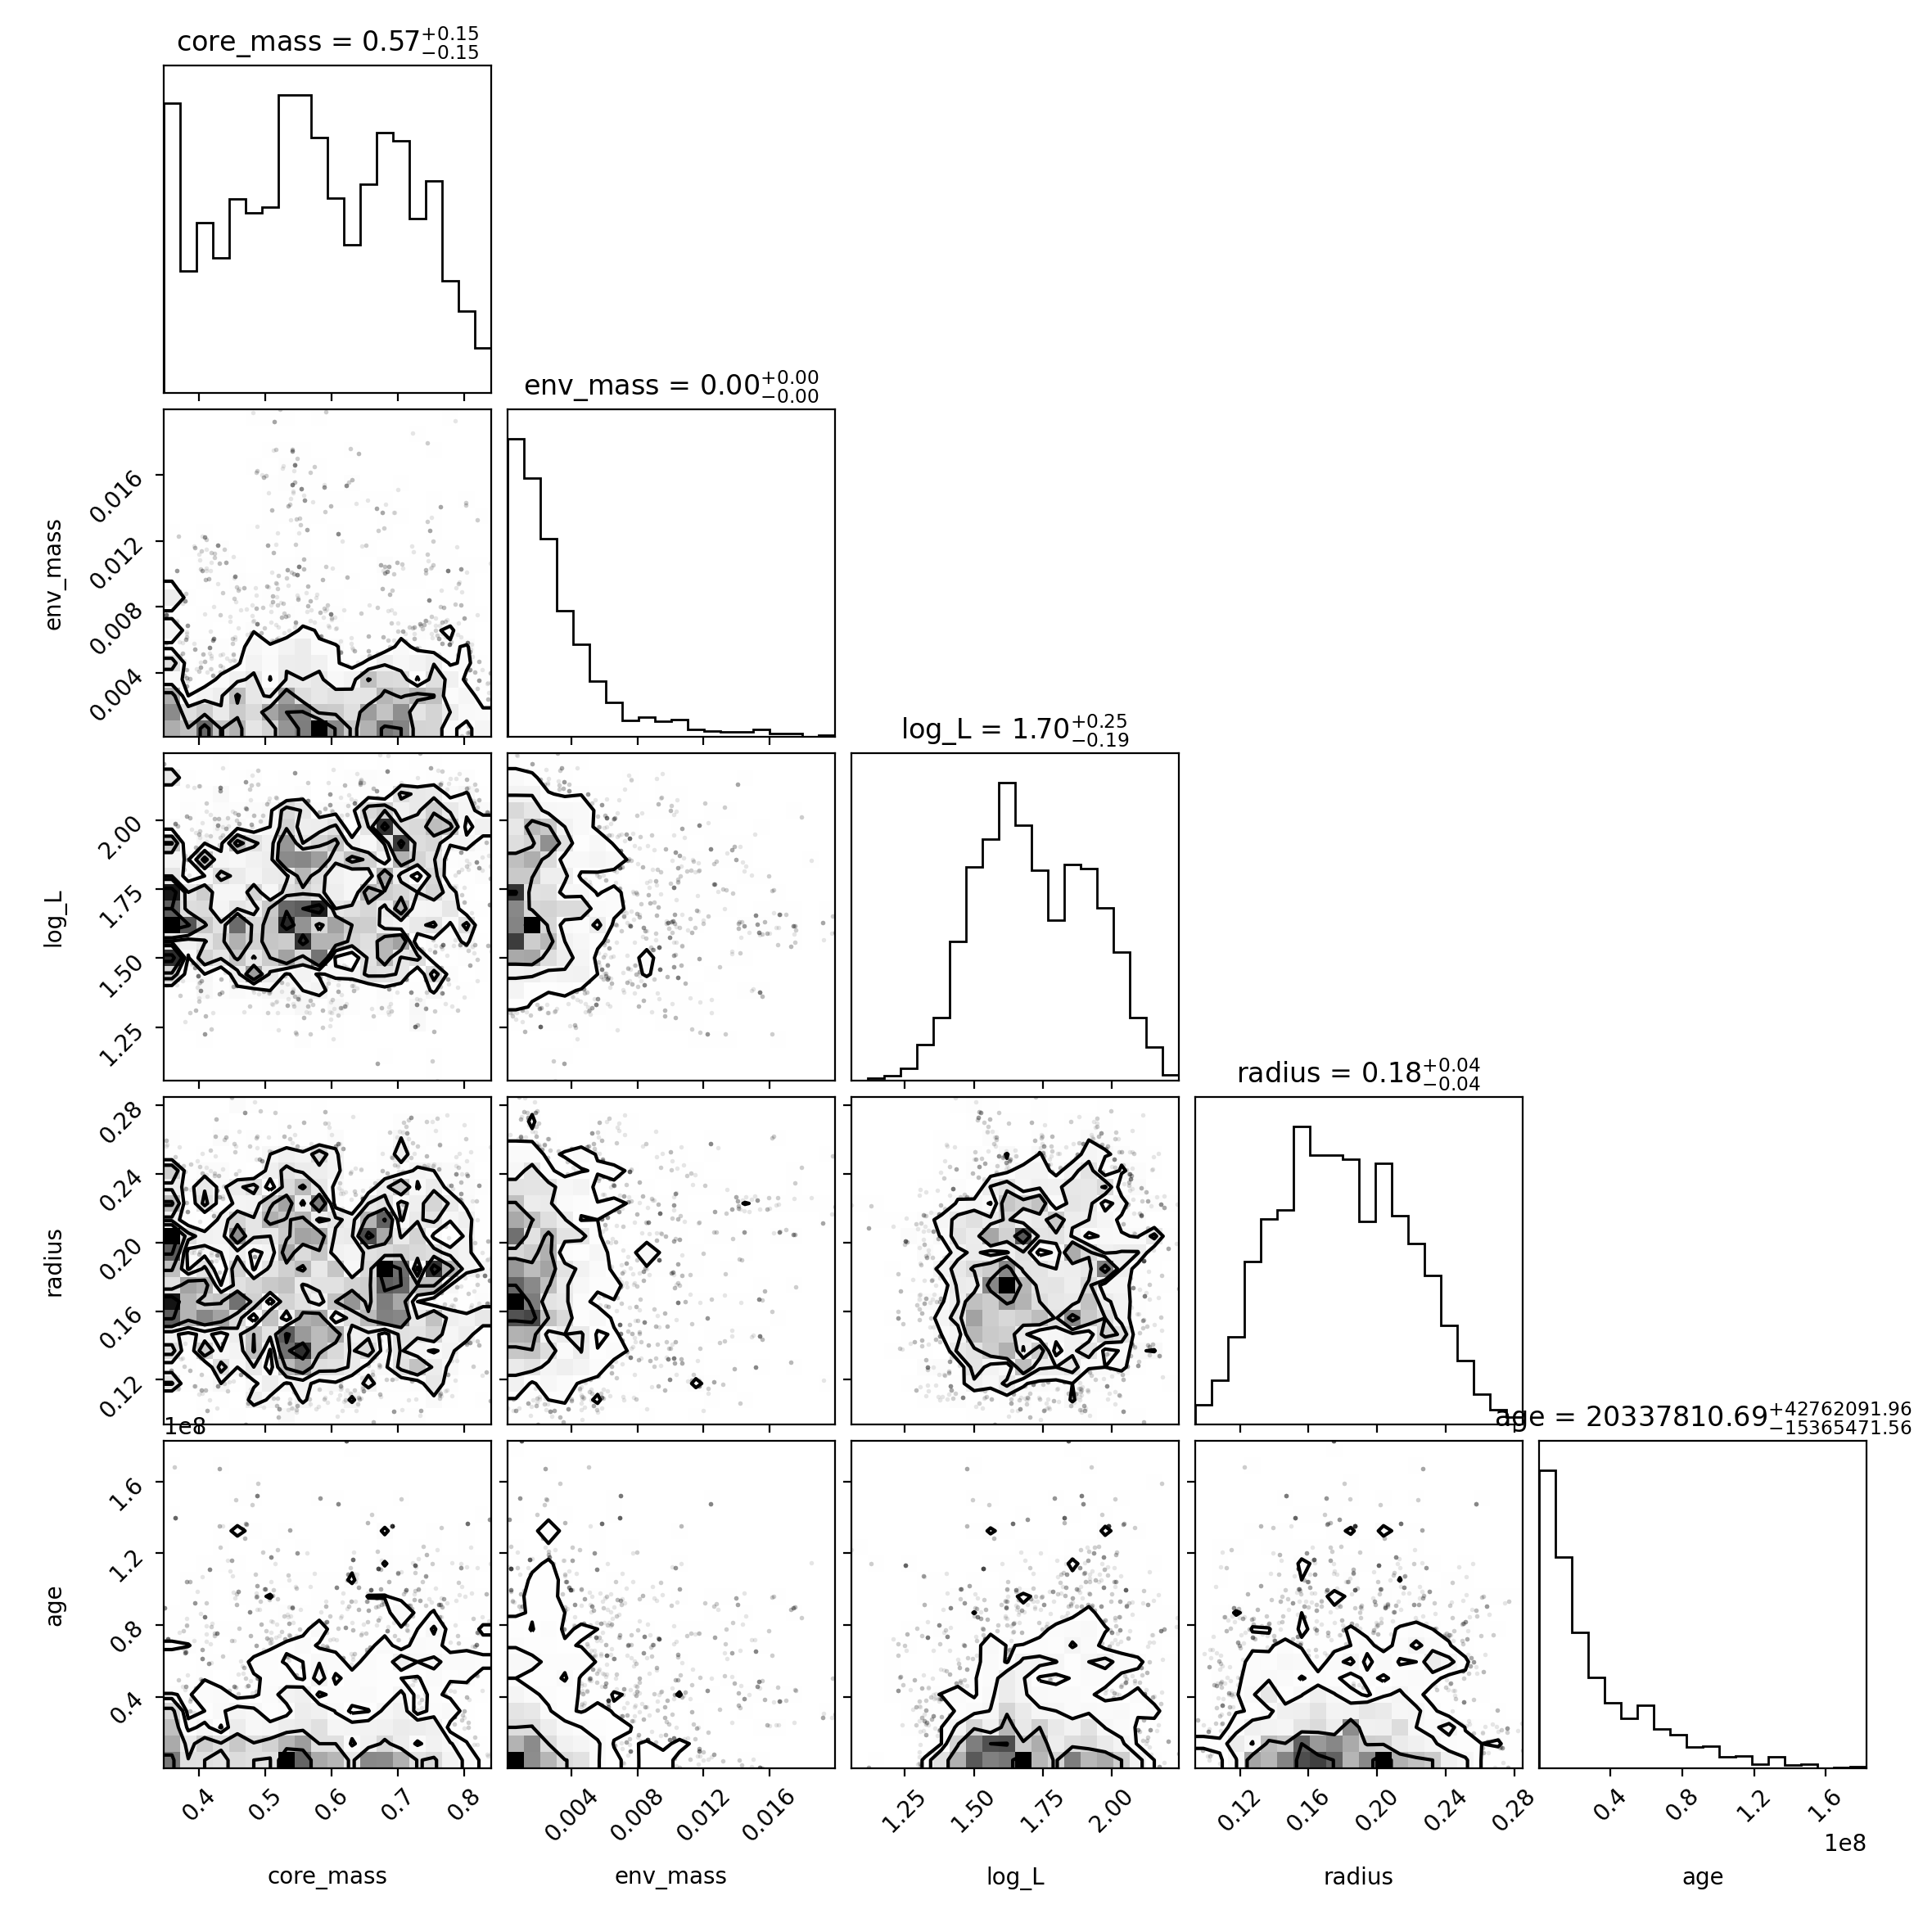 core_mass = 0.57+0.15−0.15
env_mass = 0.00+0.00−0.00
0.016
0.012
0.008
0.004
env_mass
log_L = 1.70+0.25−0.19
2.00
1.75
1.50
1.25
log_L
radius = 0.18+0.04−0.04
0.28
0.24
0.20
0.16
0.12
radius
1e8
age = 20337810.69+42762091.96−15365471.56
1.6
1.2
0.8
0.4
age
0.4 0.5 0.6 0.7 0.8
0.004 0.008 0.012 0.016
1.25 1.50 1.75 2.00
0.12 0.16 0.20 0.24 0.28
0.4 0.8 1.2 1.6
1e8
core_mass env_mass log_L radius age